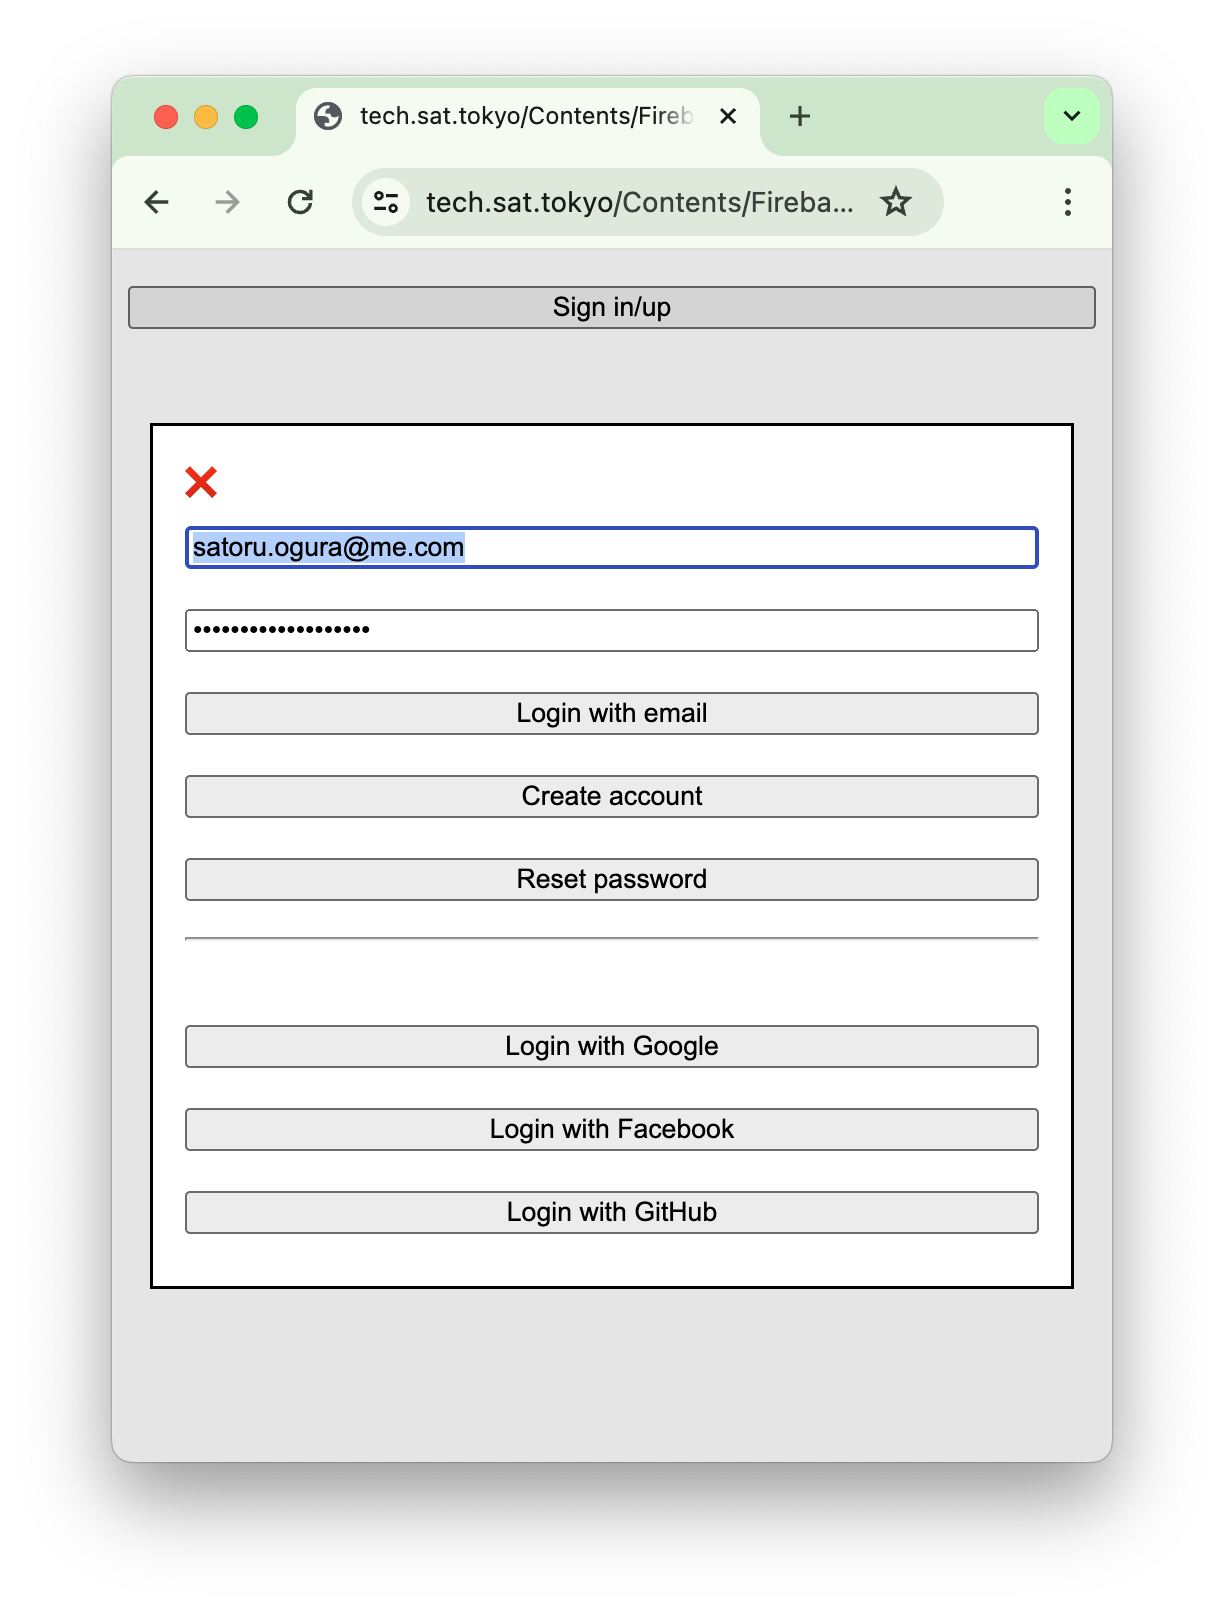 tech.sat.tokyo/Contents/Fireb
tech.sat.tokyo/Contents/Fireba...
Sign in/up
satoru.ogura@me.com
•••••••••••••••••••
Login with email
Create account
Reset password
Login with Google
Login with Facebook
Login with GitHub